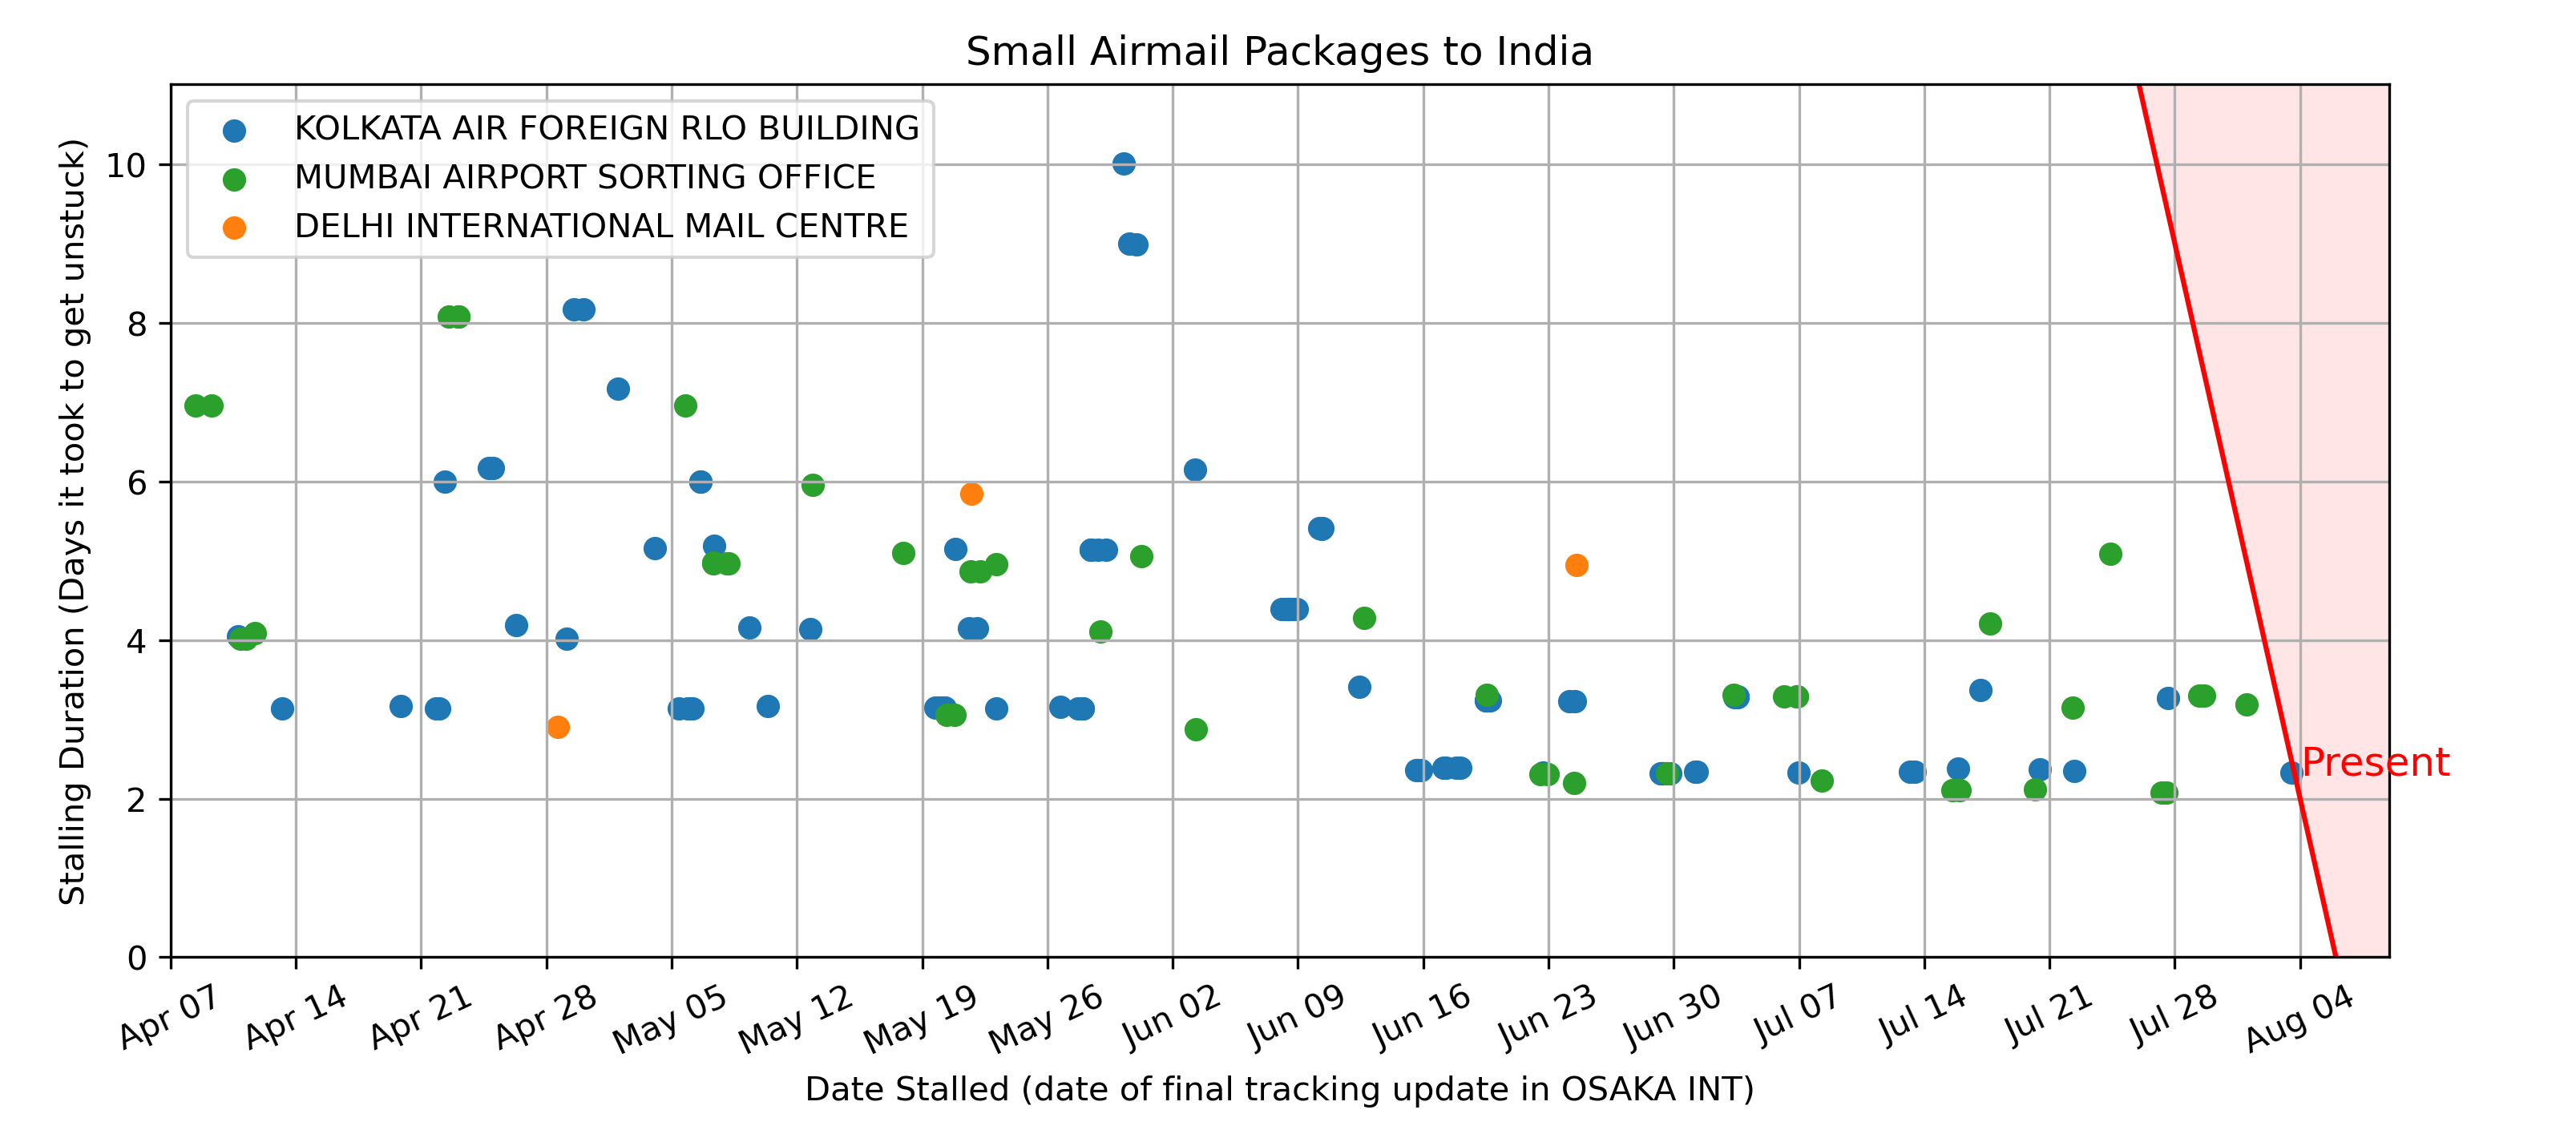 Small Airmail Packages to India
KOLKATA AIR FOREIGN RLO BUILDING
MUMBAI AIRPORT SORTING OFFICE
DELHI INTERNATIONAL MAIL CENTRE
Stalling Duration (Days it took to get unstuck)
10
8
6
4
2
0
Present
Apr 07
Apr 14
Apr 21
Apr 28
May 05
May 12
May 19
May 26
Jun 02
Jun 09
Jun 16
Jun 23
Jun 30
Jul 07
Jul 14
Jul 21
Jul 28
Aug 04
Date Stalled (date of final tracking update in OSAKA INT)